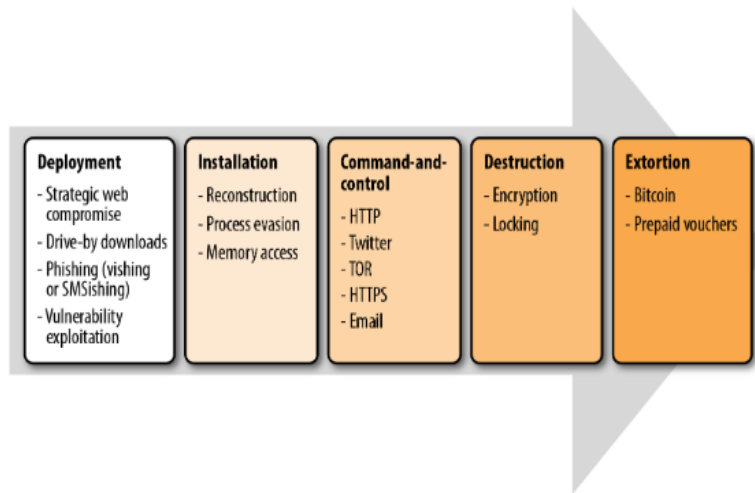 Deployment
- Strategic web
compromise
- Drive-by downloads
- Phishing (vishing
or SMSishing)
- Vulnerability
exploitation
Installation
- Reconstruction
- Process evasion
- Memory access
Command-and-
control
- HTTP
- Twitter
- TOR
- HTTPS
- Email
Destruction
- Encryption
- Locking
Extortion
- Bitcoin
- Prepaid vouchers